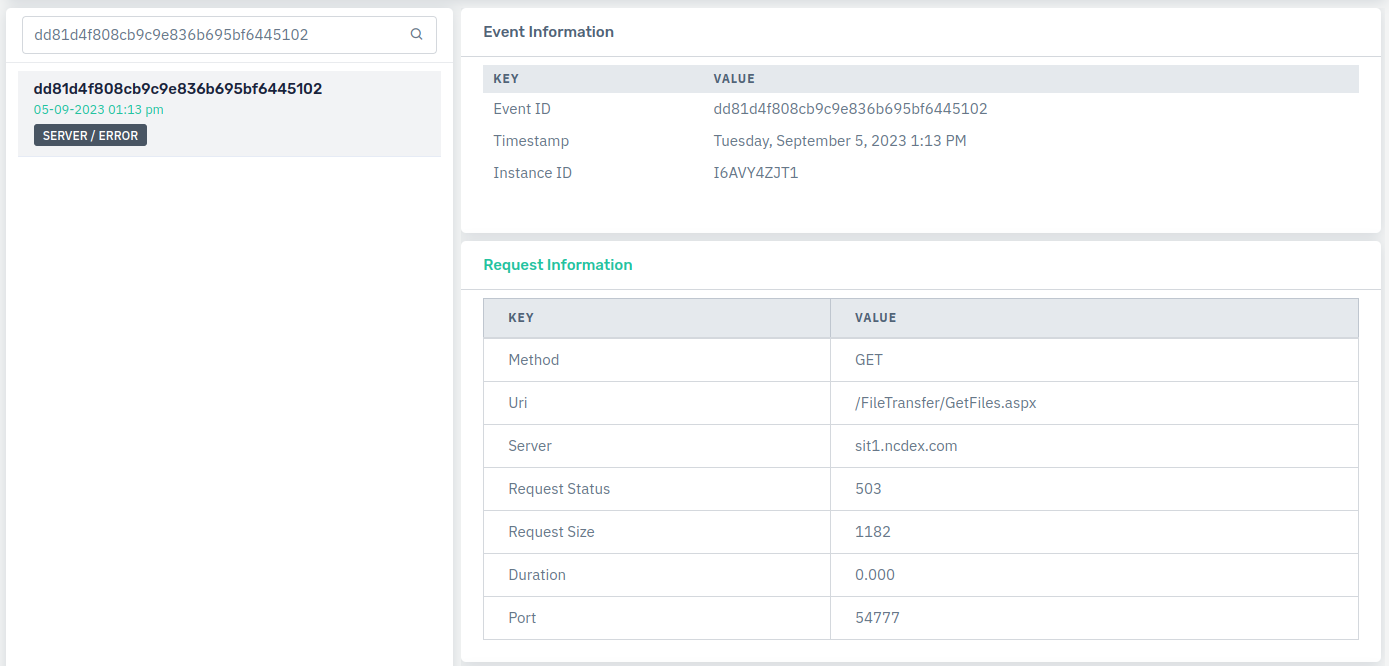 dd81d4f808cb9c9e836b695bf6445102
dd81d4f808cb9c9e836b695bf6445102
05-09-2023 01:13 pm
SERVER / ERROR
Event Information
KEY VALUE
Event ID dd81d4f808cb9c9e836b695bf6445102
Timestamp Tuesday, September 5, 2023 1:13 PM
Instance ID I6AVY4ZJT1
Request Information
KEY VALUE
Method GET
Uri /FileTransfer/GetFiles.aspx
Server sit1.ncdex.com
Request Status 503
Request Size 1182
Duration 0.000
Port 54777